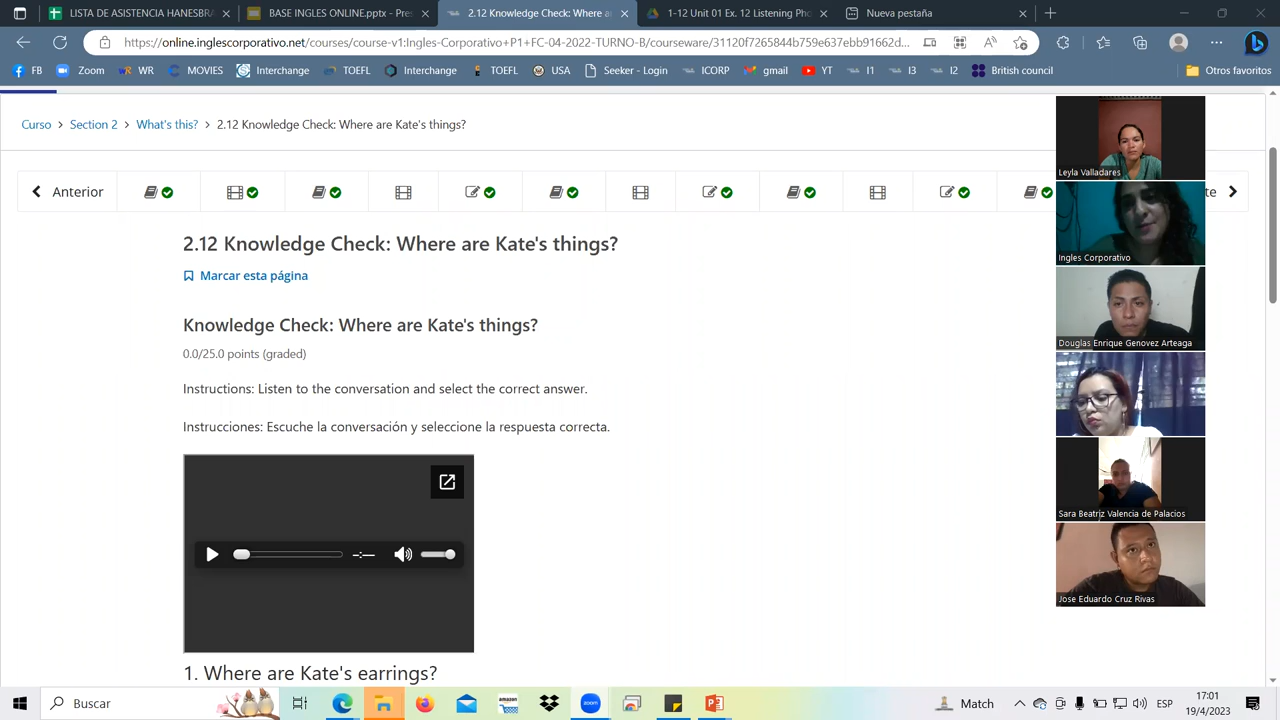 LISTA DE ASISTENCIA HANESBRA
BASE INGLES ONLINE.pptx - Pres
2.12 Knowledge Check: Where are
1-12 Unit 01 Ex. 12 Listening Pho
Nueva pestaña
https://online.inglescorporativo.net/courses/course-v1:Ingles-Corporativo+P1+FC-04-2022-TURNO-B/courseware/31120f7265844b759e637ebb91662d...
FB
Zoom
WR
MOVIES
Interchange
TOEFL
Interchange
TOEFL
USA
Seeker - Login
ICORP
gmail
YT
I1
I3
I2
British council
Otros favoritos
Curso > Section 2 > What's this? > 2.12 Knowledge Check: Where are Kate's things?
Anterior
te
2.12 Knowledge Check: Where are Kate's things?
Marcar esta página
Knowledge Check: Where are Kate's things?
0.0/25.0 points (graded)
Instructions: Listen to the conversation and select the correct answer.
Instrucciones: Escuche la conversación y seleccione la respuesta correcta.
-:--
1. Where are Kate's earrings?
Leyla Valladares
Ingles Corporativo
Douglas Enrique Genovez Arteaga
Sara Beatriz Valencia de Palacios
Jose Eduardo Cruz Rivas
Buscar
amazon
zoom
Match
ESP
17:01
19/4/2023